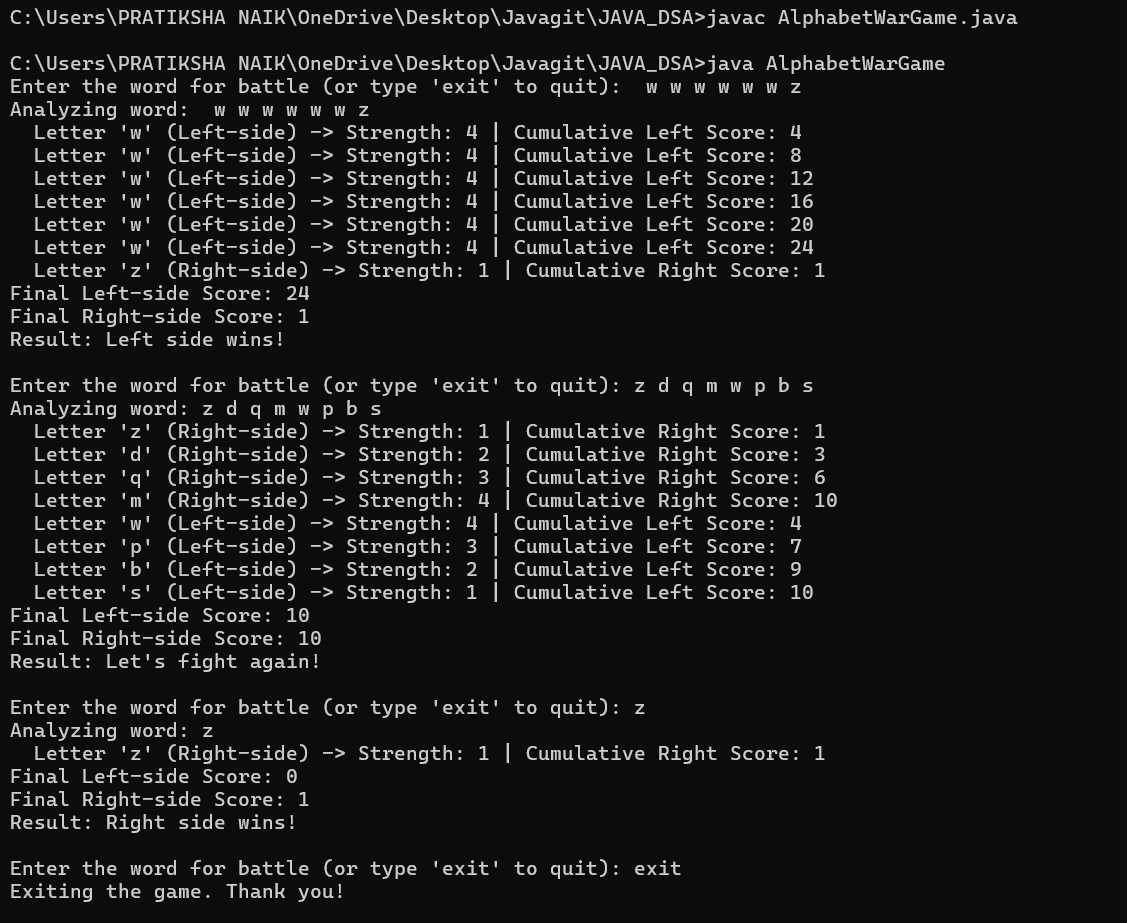 C:\Users\PRATIKSHA NAIK\OneDrive\Desktop\Javagit\JAVA_DSA>javac AlphabetWarGame.java

C:\Users\PRATIKSHA NAIK\OneDrive\Desktop\Javagit\JAVA_DSA>java AlphabetWarGame
Enter the word for battle (or type 'exit' to quit):  w w w w w w z
Analyzing word:  w w w w w w z
  Letter 'w' (Left-side) -> Strength: 4 | Cumulative Left Score: 4
  Letter 'w' (Left-side) -> Strength: 4 | Cumulative Left Score: 8
  Letter 'w' (Left-side) -> Strength: 4 | Cumulative Left Score: 12
  Letter 'w' (Left-side) -> Strength: 4 | Cumulative Left Score: 16
  Letter 'w' (Left-side) -> Strength: 4 | Cumulative Left Score: 20
  Letter 'w' (Left-side) -> Strength: 4 | Cumulative Left Score: 24
  Letter 'z' (Right-side) -> Strength: 1 | Cumulative Right Score: 1
Final Left-side Score: 24
Final Right-side Score: 1
Result: Left side wins!

Enter the word for battle (or type 'exit' to quit): z d q m w p b s
Analyzing word: z d q m w p b s
  Letter 'z' (Right-side) -> Strength: 1 | Cumulative Right Score: 1
  Letter 'd' (Right-side) -> Strength: 2 | Cumulative Right Score: 3
  Letter 'q' (Right-side) -> Strength: 3 | Cumulative Right Score: 6
  Letter 'm' (Right-side) -> Strength: 4 | Cumulative Right Score: 10
  Letter 'w' (Left-side) -> Strength: 4 | Cumulative Left Score: 4
  Letter 'p' (Left-side) -> Strength: 3 | Cumulative Left Score: 7
  Letter 'b' (Left-side) -> Strength: 2 | Cumulative Left Score: 9
  Letter 's' (Left-side) -> Strength: 1 | Cumulative Left Score: 10
Final Left-side Score: 10
Final Right-side Score: 10
Result: Let's fight again!

Enter the word for battle (or type 'exit' to quit): z
Analyzing word: z
  Letter 'z' (Right-side) -> Strength: 1 | Cumulative Right Score: 1
Final Left-side Score: 0
Final Right-side Score: 1
Result: Right side wins!

Enter the word for battle (or type 'exit' to quit): exit
Exiting the game. Thank you!